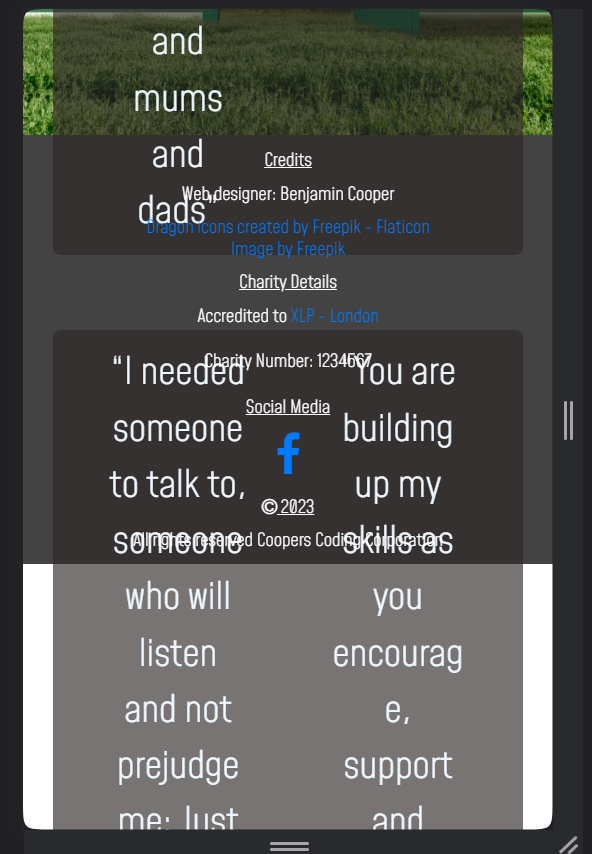 and
mums
and
dads”
Credits
Web designer: Benjamin Cooper
Dragon icons created by Freepik - Flaticon
Image by Freepik
Charity Details
Accredited to XLP - London
Charity Number: 1234567
“I needed
someone
to talk to,
someone
who will
listen
and not
prejudge
me: Just
You are
building
up my
skills as
you
encourag
e,
support
and
Social Media
© 2023
All rights reserved Coopers Coding Corporation